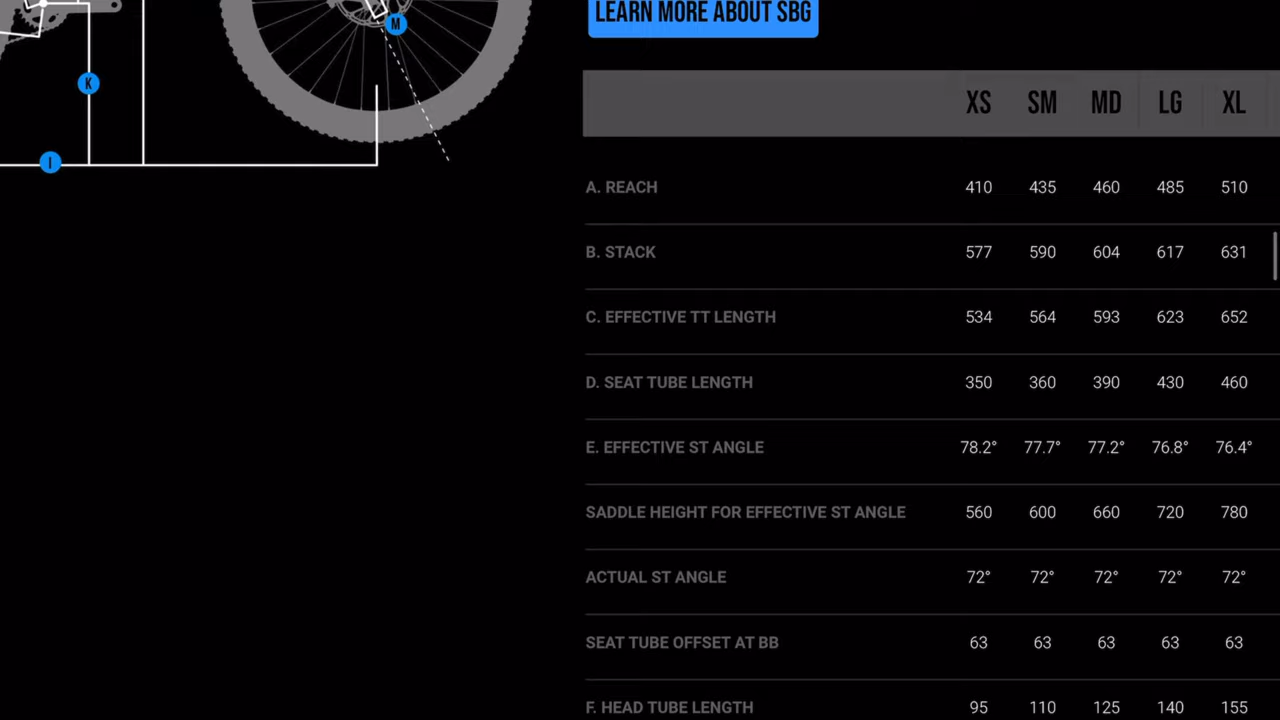 M
K
I
LEARN MORE ABOUT SBG
XS SM MD LG XL
A. REACH 410 435 460 485 510
B. STACK 577 590 604 617 631
C. EFFECTIVE TT LENGTH 534 564 593 623 652
D. SEAT TUBE LENGTH 350 360 390 430 460
E. EFFECTIVE ST ANGLE 78.2° 77.7° 77.2° 76.8° 76.4°
SADDLE HEIGHT FOR EFFECTIVE ST ANGLE 560 600 660 720 780
ACTUAL ST ANGLE 72° 72° 72° 72° 72°
SEAT TUBE OFFSET AT BB 63 63 63 63 63
F. HEAD TUBE LENGTH 95 110 125 140 155